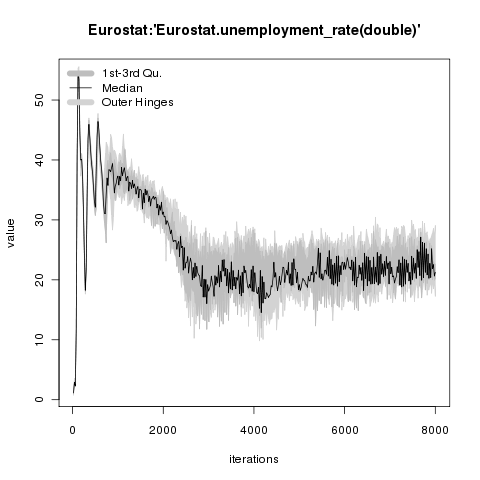 Eurostat:'Eurostat.unemployment_rate(double)'
1st-3rd Qu.
Median
Outer Hinges
value
50
40
30
20
10
0
0 2000 4000 6000 8000
iterations